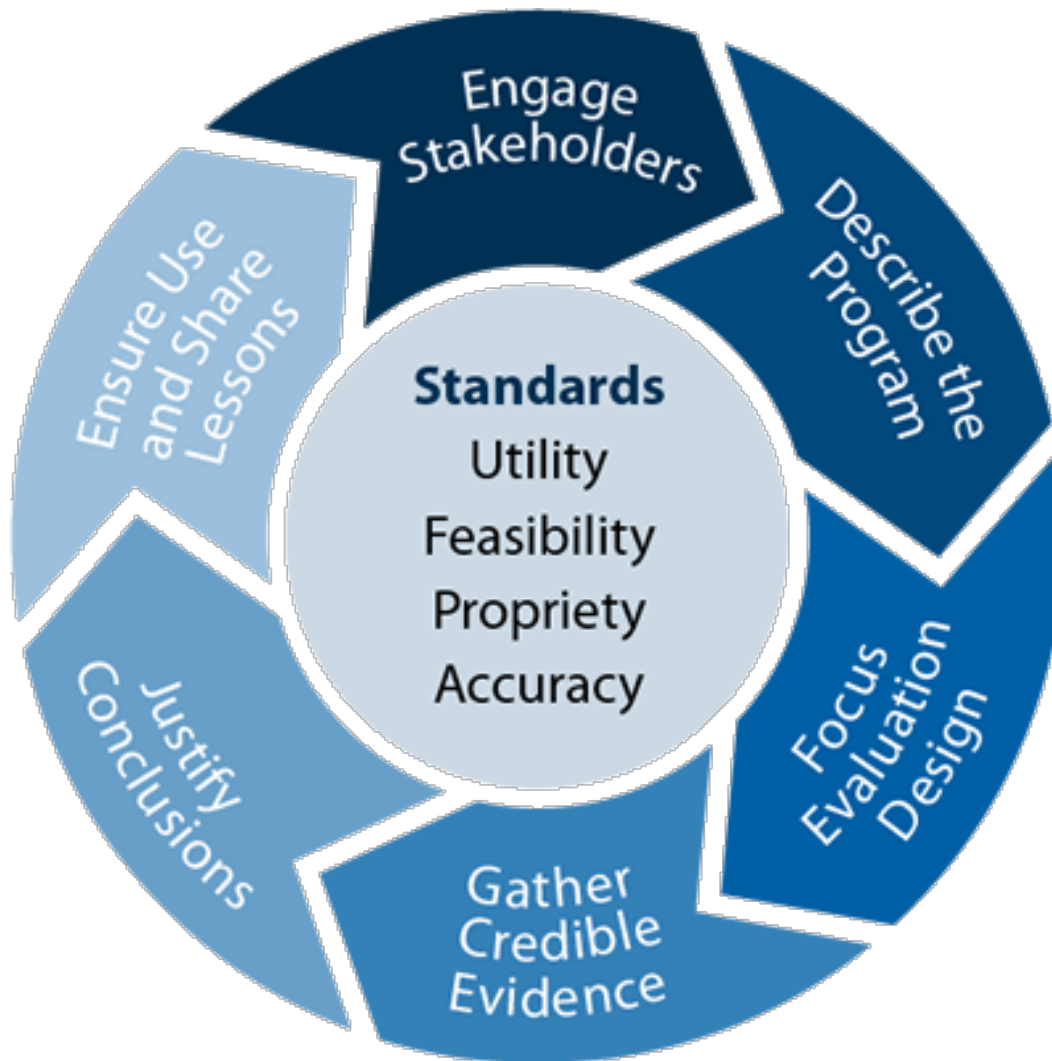 Engage
Stakeholders
Describe the
Program
Focus
Evaluation
Design
Gather
Credible
Evidence
Justify
Conclusions
Ensure Use
and Share
Lessons
Standards
Utility
Feasibility
Propriety
Accuracy